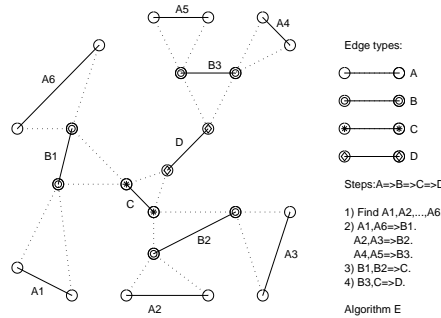 A5
A4
Edge types:
A6
A
B3
B
D
C
B1
D
C
Steps:A=>B=>C=>D
1) Find A1,A2,...,A6
2) A1,A6=>B1.
A2,A3=>B2.
A4,A5=>B3.
3) B1,B2=>C.
4) B3,C=>D.
B2
A3
A1
A2
Algorithm E